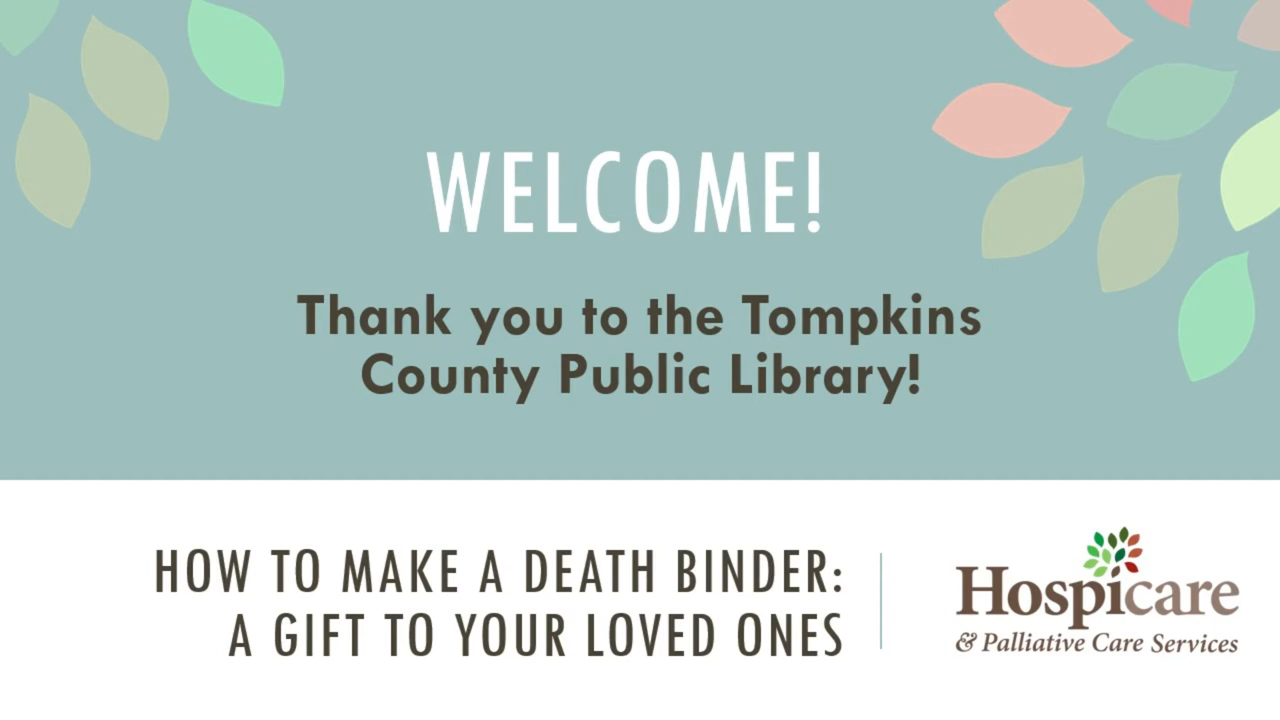 WELCOME!
Thank you to the Tompkins
County Public Library!
HOW TO MAKE A DEATH BINDER:
A GIFT TO YOUR LOVED ONES
Hospicare
& Palliative Care Services